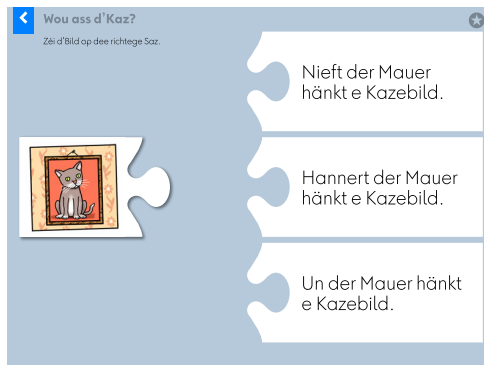 Wou ass d'Kaz?
Zéi d'Bild op dee richtege Saz.
Nieft der Mauer
hänkt e Kazebild.
Hannert der Mauer
hänkt e Kazebild.
Un der Mauer hänkt
e Kazebild.